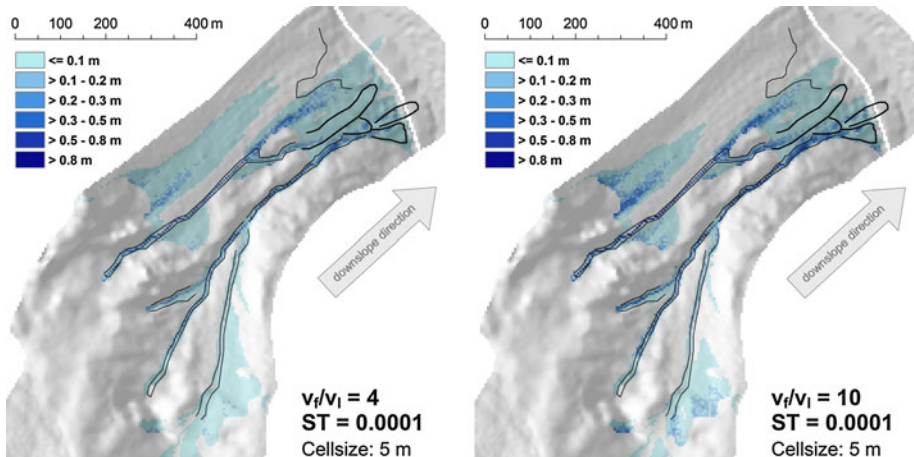 0 100 200 400 m
<= 0.1 m
> 0.1 - 0.2 m
> 0.2 - 0.3 m
> 0.3 - 0.5 m
> 0.5 - 0.8 m
> 0.8 m
downslope direction
vf/vl = 4
ST = 0.0001
Cellsize: 5 m
0 100 200 400 m
<= 0.1 m
> 0.1 - 0.2 m
> 0.2 - 0.3 m
> 0.3 - 0.5 m
> 0.5 - 0.8 m
> 0.8 m
downslope direction
vf/vl = 10
ST = 0.0001
Cellsize: 5 m